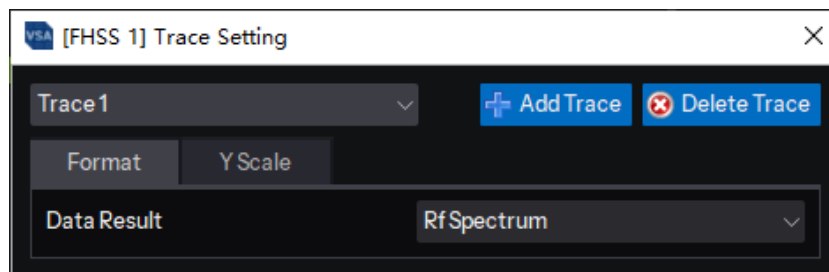 VSA [FHSS 1] Trace Setting
Trace 1 Add Trace Delete Trace
Format Y Scale
Data Result Rf Spectrum